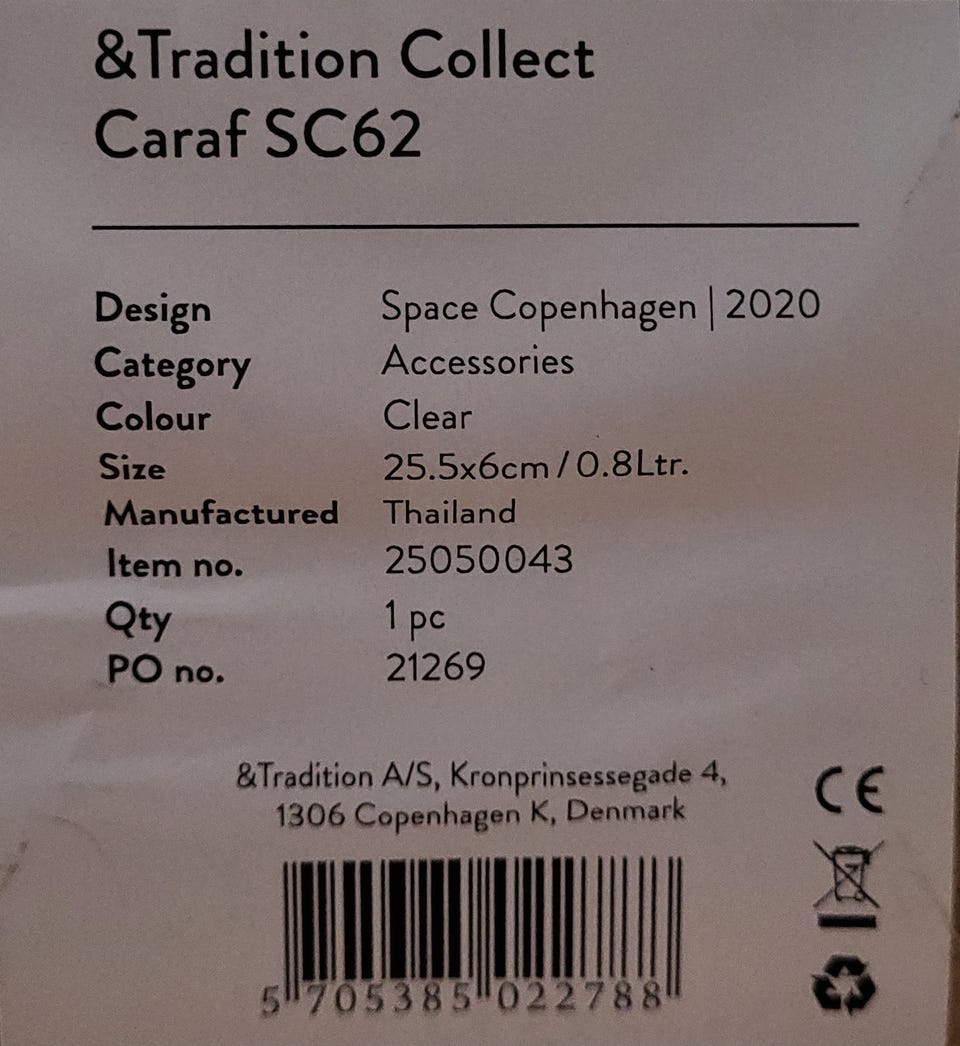 &Tradition Collect
Caraf SC62
Design Space Copenhagen | 2020
Category Accessories
Colour Clear
Size 25.5x6cm / 0.8Ltr.
Manufactured Thailand
Item no. 25050043
Qty 1 pc
PO no. 21269
&Tradition A/S, Kronprinsessegade 4,
1306 Copenhagen K, Denmark
CE
5 705385 022788